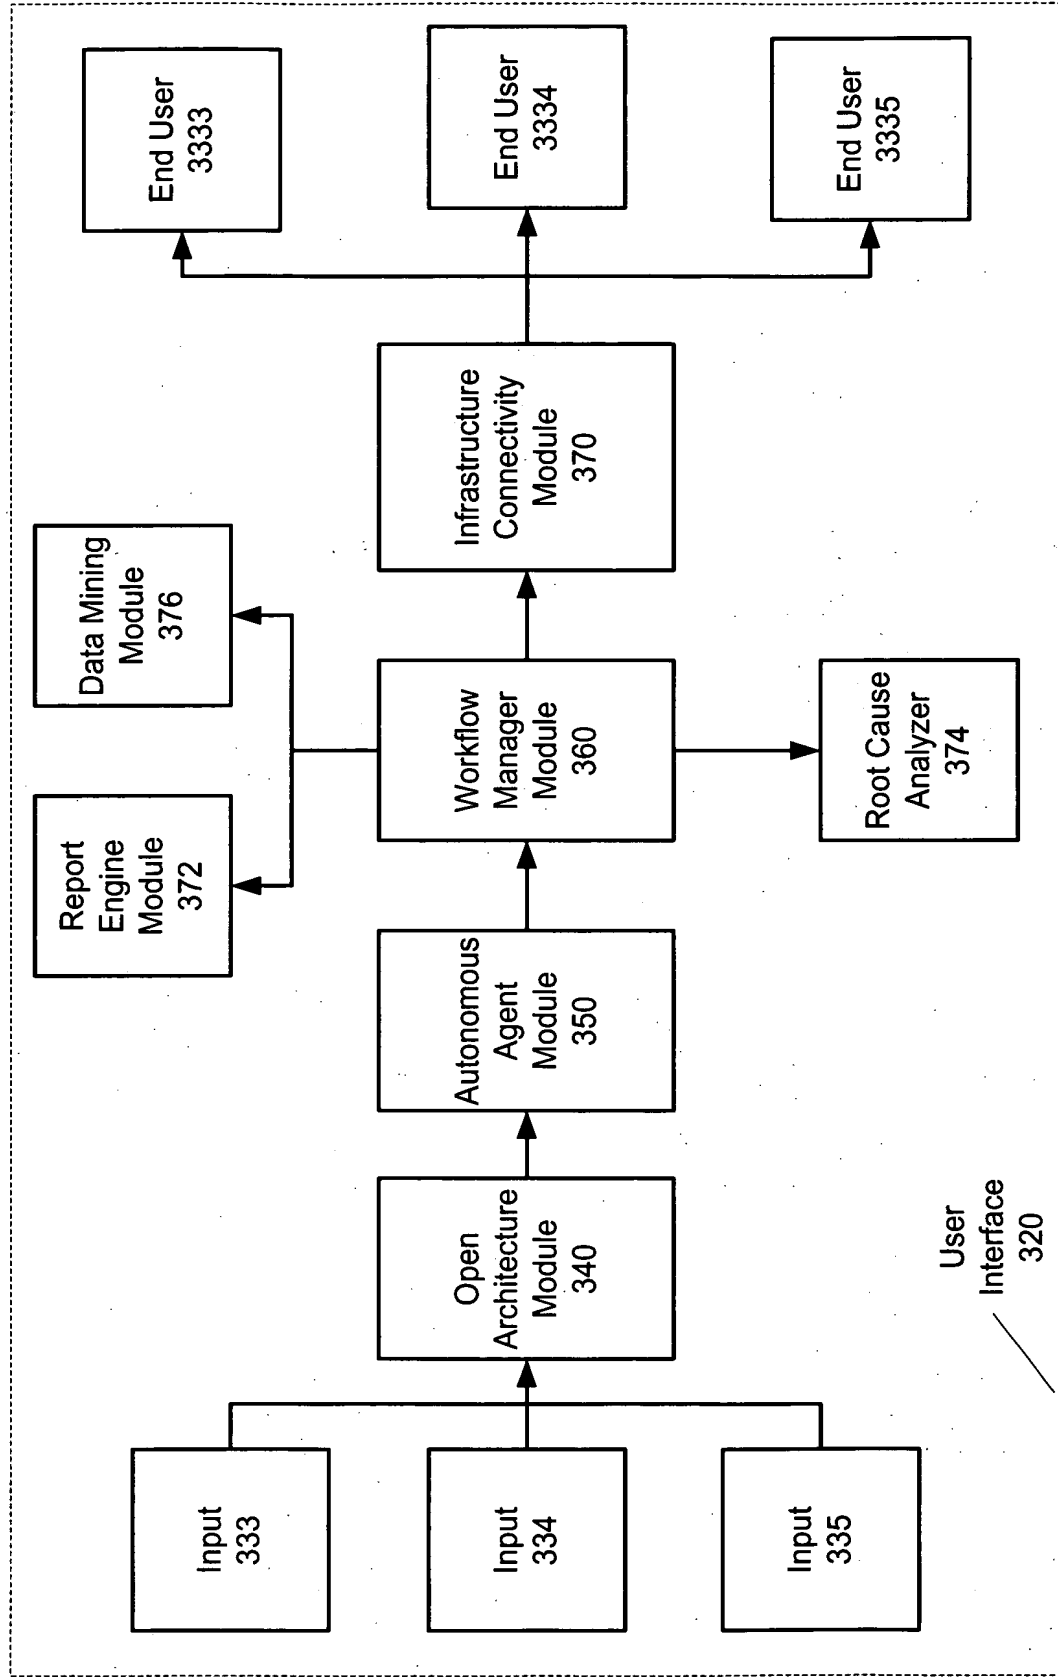 Input
333
Input
334
Input
335
Open
Architecture
Module
340
Autonomous
Agent
Module
350
Report
Engine
Module
372
Data Mining
Module
376
Workflow
Manager
Module
360
Root Cause
Analyzer
374
Infrastructure
Connectivity
Module
370
End User
3333
End User
3334
End User
3335
User
Interface
320